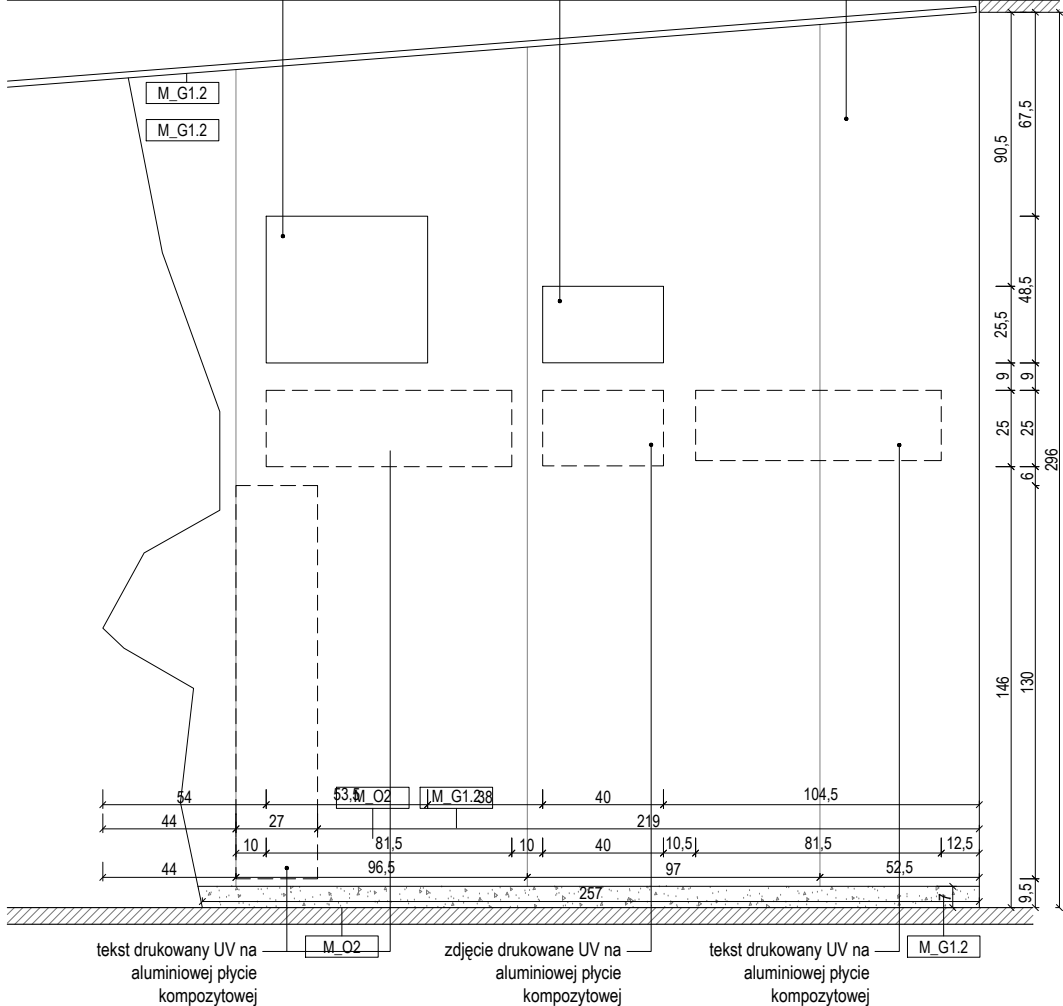 M_G1.2
M_G1.2
67,5
90,5
48,5
25,5
9
9
25
25
296
6
146
130
54
53,5
M_O2
M_G1.2
38
40
104,5
44
27
219
10
81,5
10
40
10,5
81,5
12,5
44
96,5
97
52,5
9,5
257
7
tekst drukowany UV na
aluminiowej płycie
kompozytowej
M_O2
zdjęcie drukowane UV na
aluminiowej płycie
kompozytowej
tekst drukowany UV na
aluminiowej płycie
kompozytowej
M_G1.2